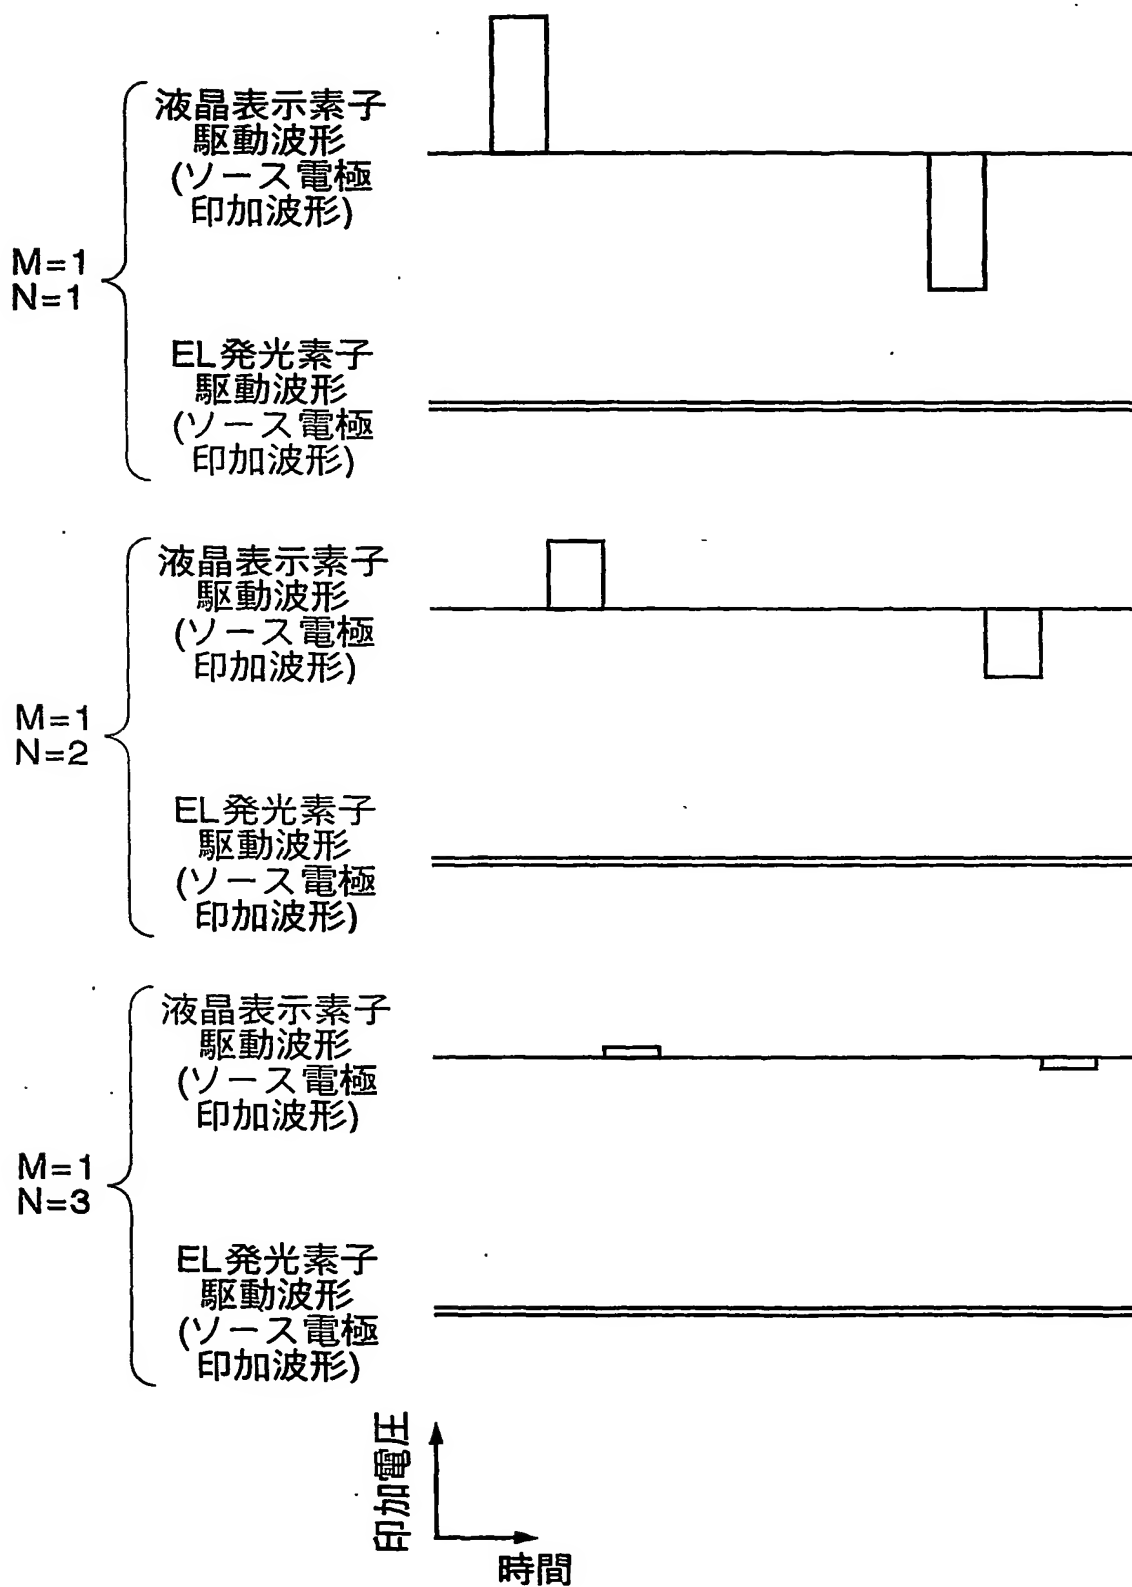 液晶表示素子
駆動波形
(ソース電極
印加波形)
M=1
N=1
EL発光素子
駆動波形
(ソース電極
印加波形)
液晶表示素子
駆動波形
(ソース電極
印加波形)
M=1
N=2
EL発光素子
駆動波形
(ソース電極
印加波形)
液晶表示素子
駆動波形
(ソース電極
印加波形)
M=1
N=3
EL発光素子
駆動波形
(ソース電極
印加波形)
印加電圧
時間